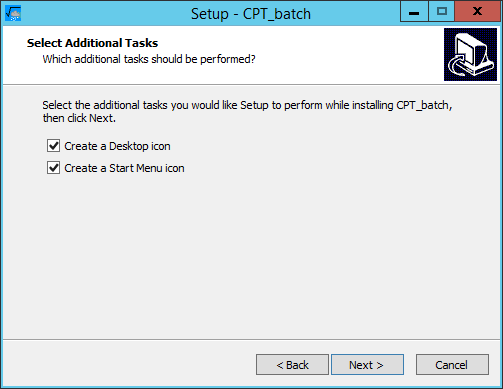 Setup - CPT_batch
Select Additional Tasks
Which additional tasks should be performed?
Select the additional tasks you would like Setup to perform while installing CPT_batch,
then click Next.
Create a Desktop icon
Create a Start Menu icon
< Back
Next >
Cancel